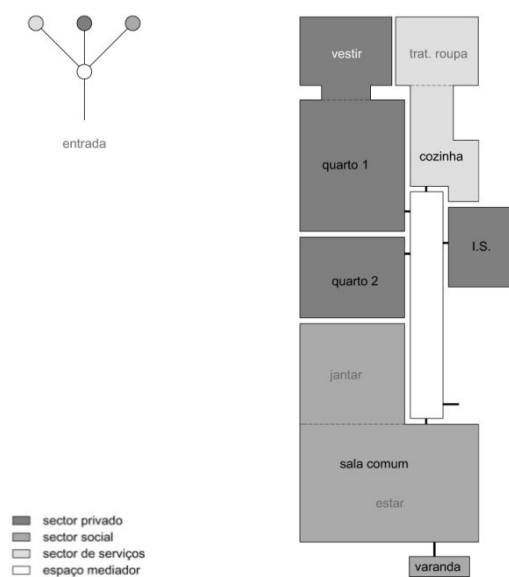 entrada
vestir
trat. roupa
quarto 1
cozinha
I.S.
quarto 2
jantar
sala comum
estar
varanda
sector privado
sector social
sector de serviços
espaço mediador